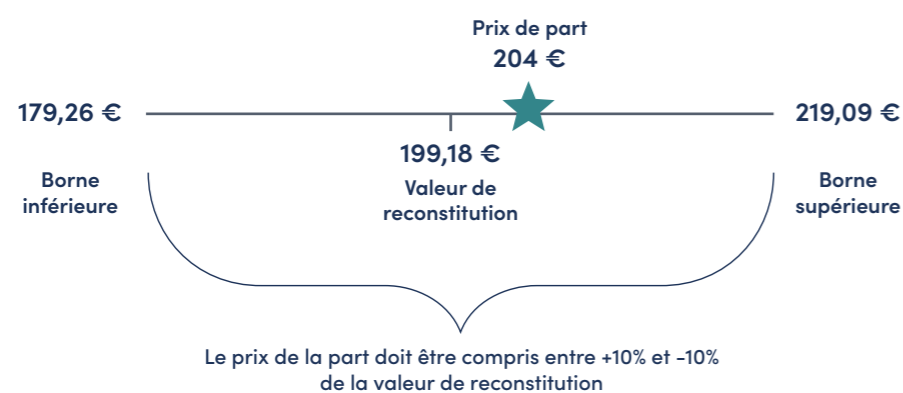 Prix de part
204 €
179,26 €
219,09 €
199,18 €
Borne
inférieure
Valeur de
reconstitution
Borne
supérieure
Le prix de la part doit être compris entre +10% et -10%
de la valeur de reconstitution